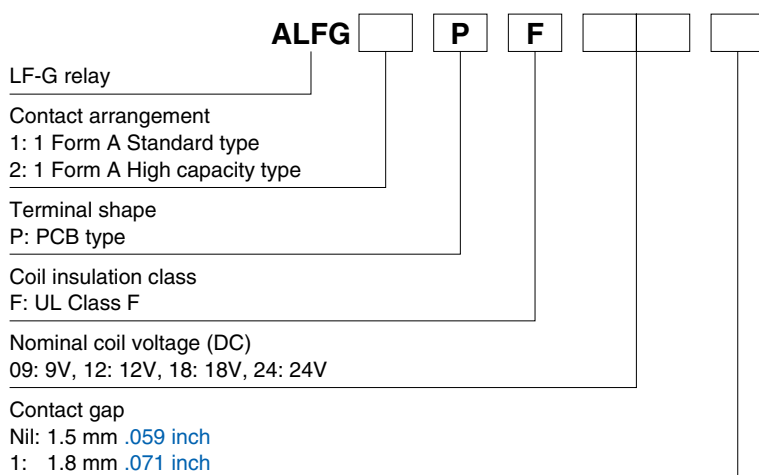 ALFG P F
LF-G relay
Contact arrangement
1: 1 Form A Standard type
2: 1 Form A High capacity type
Terminal shape
P: PCB type
Coil insulation class
F: UL Class F
Nominal coil voltage (DC)
09: 9V, 12: 12V, 18: 18V, 24: 24V
Contact gap
Nil: 1.5 mm .059 inch
1: 1.8 mm .071 inch